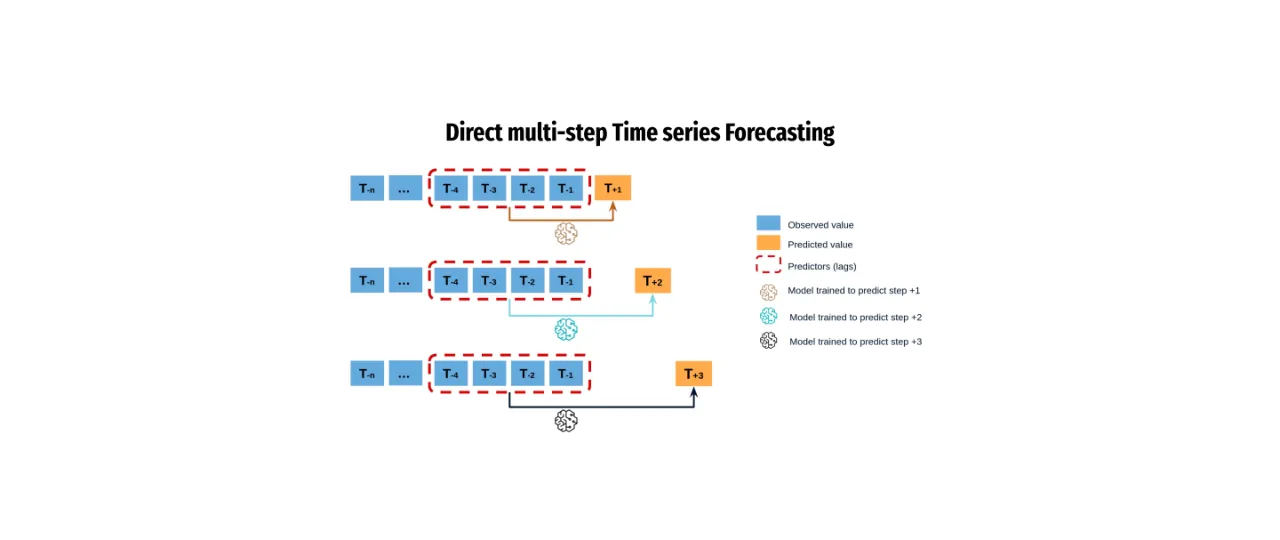 Direct multi-step Time series Forecasting
T-n ... T-4 T-3 T-2 T-1 T+1
Observed value
Predicted value
Predictors (lags)
T-n ... T-4 T-3 T-2 T-1 T+2
Model trained to predict step +1
Model trained to predict step +2
Model trained to predict step +3
T-n ... T-4 T-3 T-2 T-1 T+3